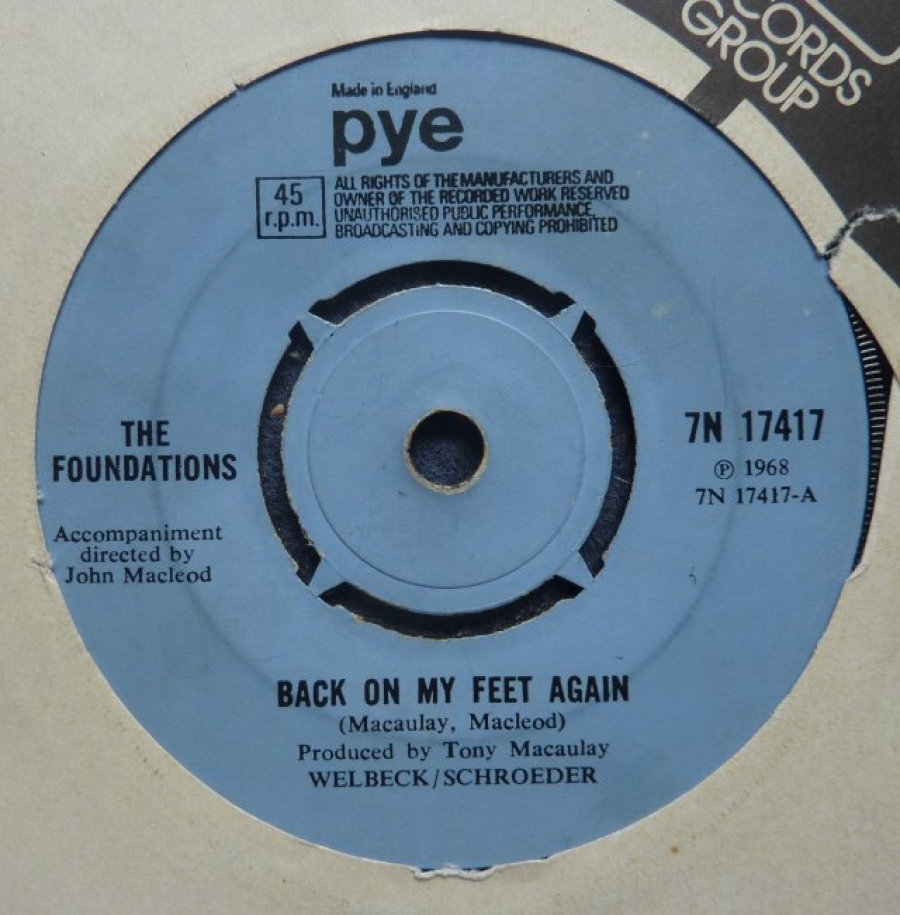 CORDS
GROUP
Made in England
pye
45
r.p.m.
ALL RIGHTS OF THE MANUFACTURERS AND
OWNER OF THE RECORDED WORK RESERVED
UNAUTHORISED PUBLIC PERFORMANCE,
BROADCASTING AND COPYING PROHIBITED
THE
FOUNDATIONS
Accompaniment
directed by
John Macleod
7N 17417
℗ 1968
7N 17417-A
BACK ON MY FEET AGAIN
(Macaulay, Macleod)
Produced by Tony Macaulay
WELBECK/SCHROEDER